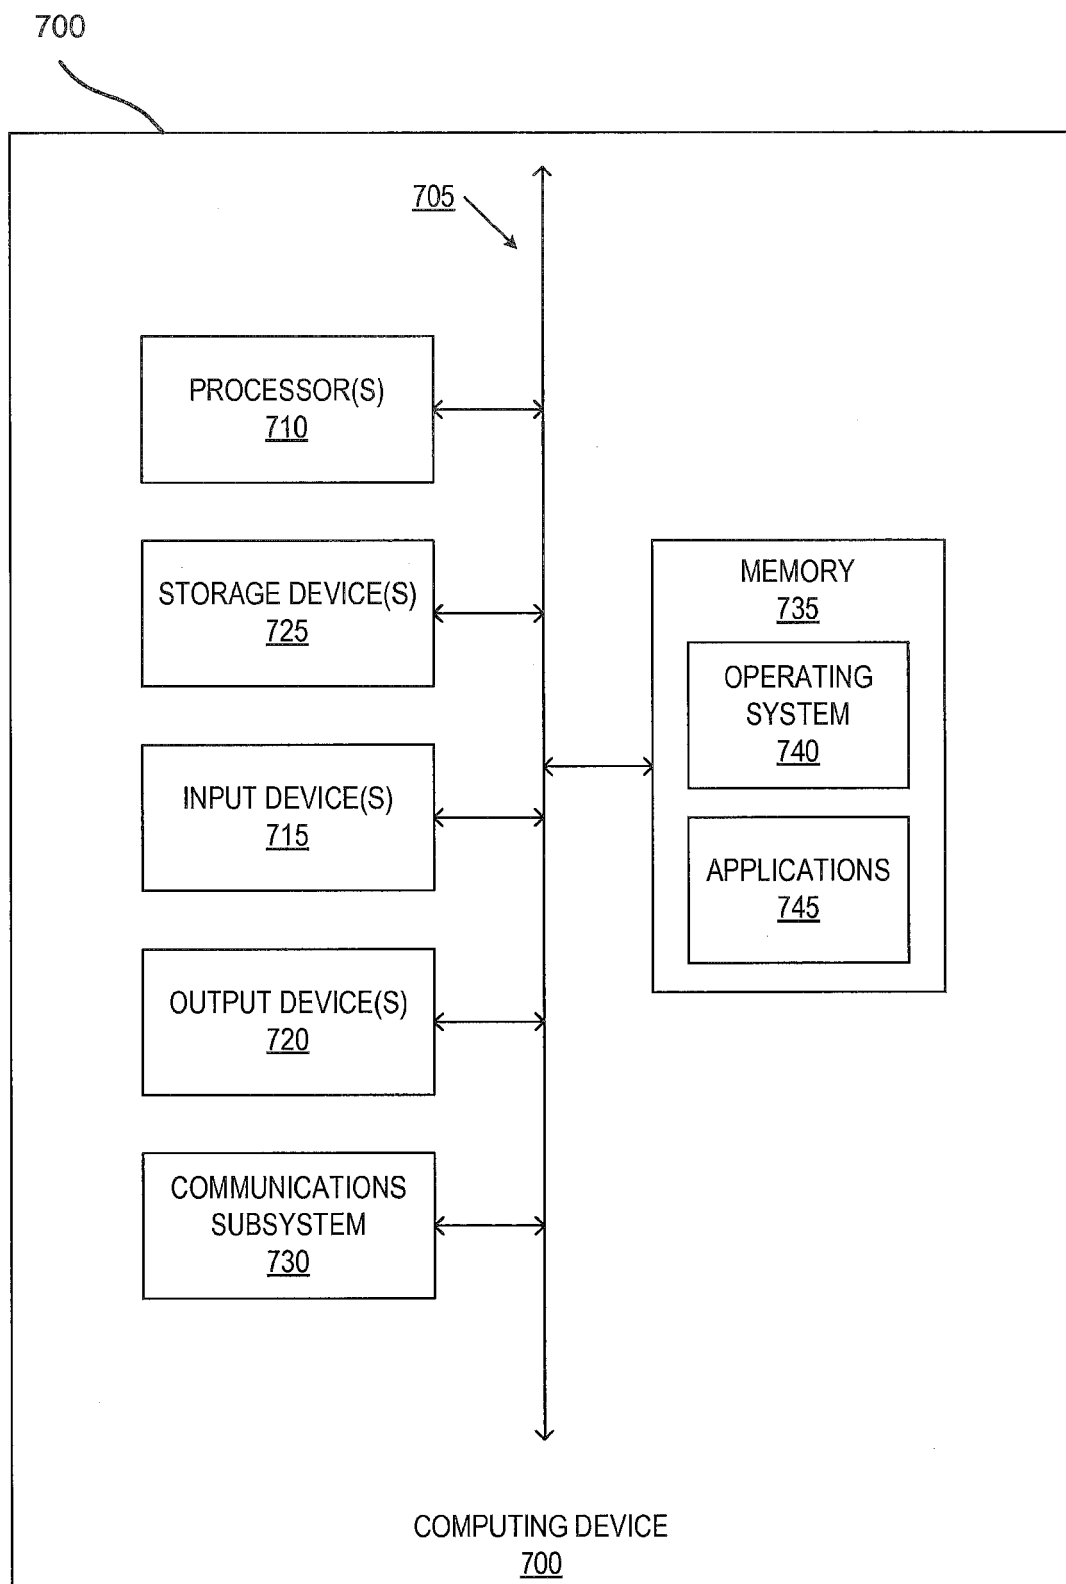 700
705
PROCESSOR(S)
710
STORAGE DEVICE(S)
725
INPUT DEVICE(S)
715
OUTPUT DEVICE(S)
720
COMMUNICATIONS
SUBSYSTEM
730
MEMORY
735
OPERATING
SYSTEM
740
APPLICATIONS
745
COMPUTING DEVICE
700